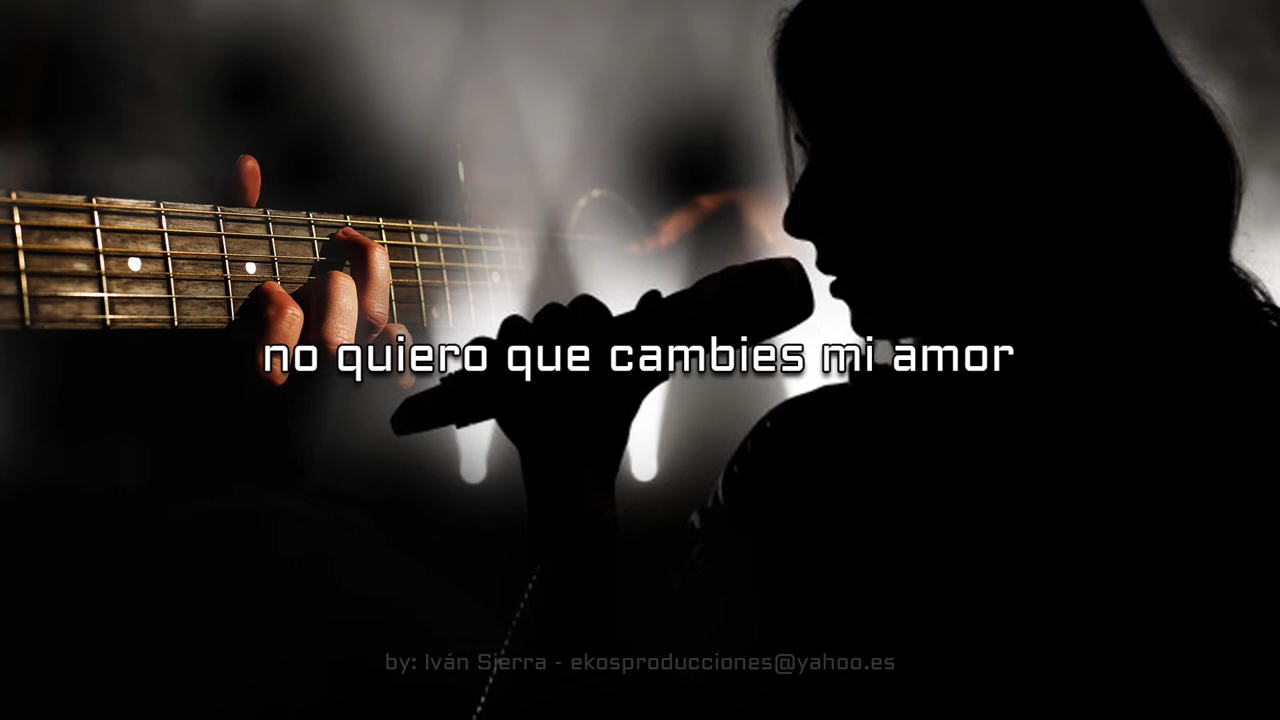 no quiero que cambies mi amor
by: Iván Sierra - ekosproducciones@yahoo.es